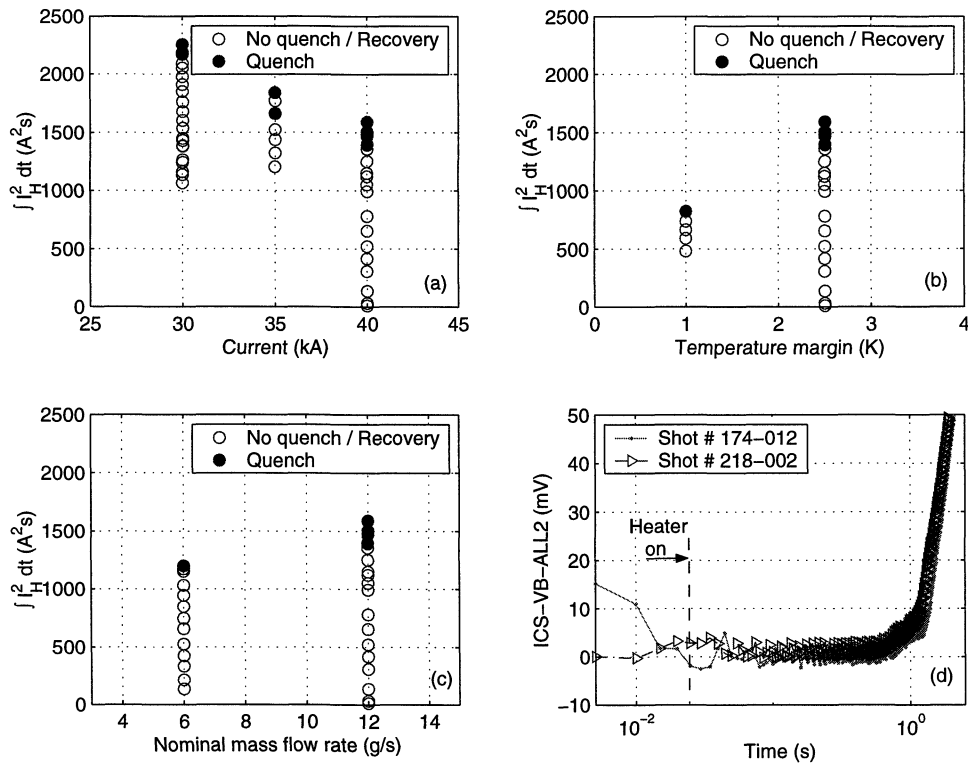 2500
2000
1500
1000
500
0
∫ I_H^2 dt (A^2s)
No quench / Recovery
Quench
(a)
25 30 35 40 45
Current (kA)
2500
2000
1500
1000
500
0
∫ I_H^2 dt (A^2s)
No quench / Recovery
Quench
(b)
0 1 2 3 4
Temperature margin (K)
2500
2000
1500
1000
500
0
∫ I_H^2 dt (A^2s)
No quench / Recovery
Quench
(c)
4 6 8 10 12 14
Nominal mass flow rate (g/s)
50
40
30
20
10
0
−10
ICS−VB−ALL2 (mV)
Shot # 174−012
Shot # 218−002
Heater
on
(d)
10^−2 10^0
Time (s)